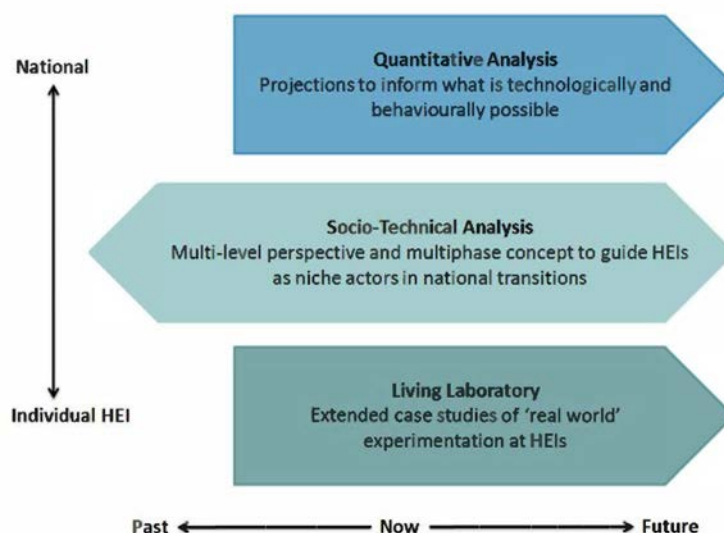 National
Quantitative Analysis
Projections to inform what is technologically and
behaviourally possible
Socio-Technical Analysis
Multi-level perspective and multiphase concept to guide HEIs
as niche actors in national transitions
Individual HEI
Living Laboratory
Extended case studies of ‘real world’
experimentation at HEIs
Past Now Future